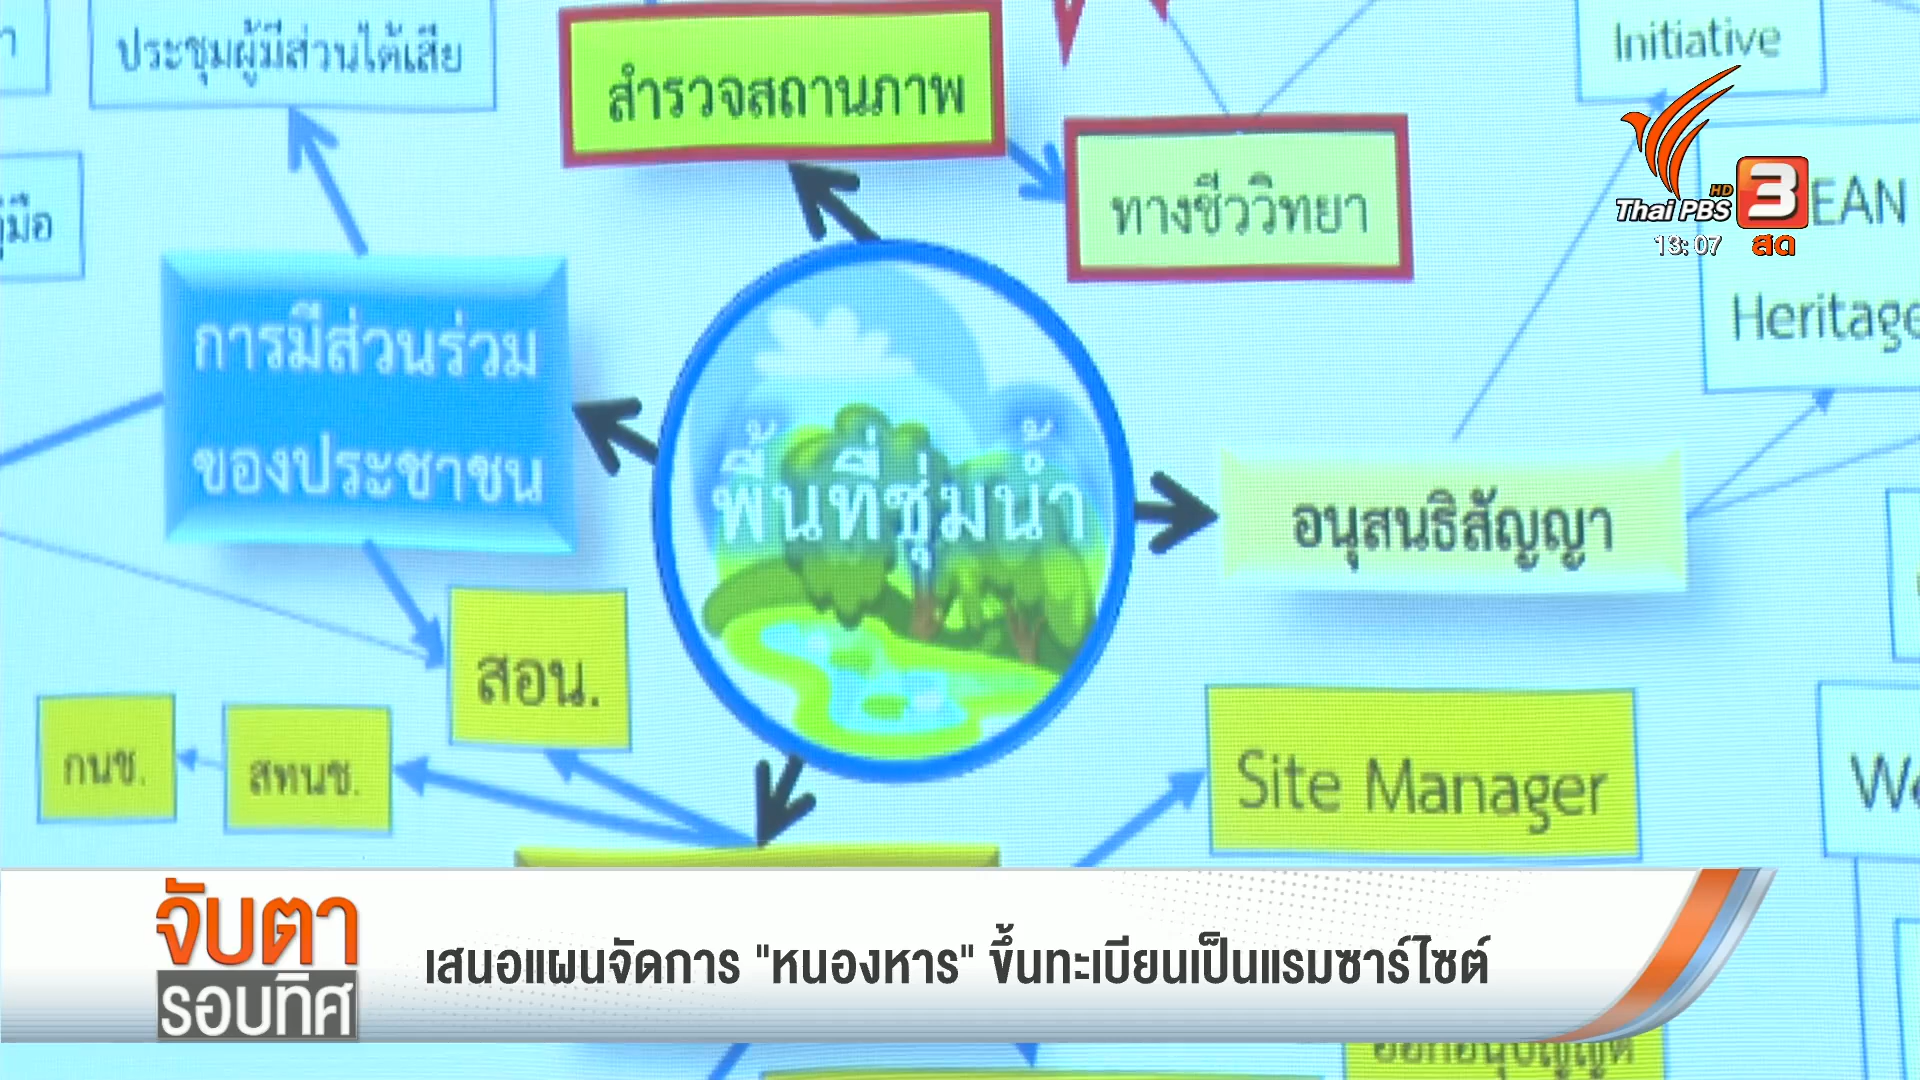 ประชุมผู้มีส่วนได้เสีย
สำรวจสถานภาพ
Initiative
ทางชีววิทยา
Thai PBS
HD
3
13:07
สด
EAN
Heritage
การมีส่วนร่วม
ของประชาชน
พื้นที่ชุ่มน้ำ
อนุสนธิสัญญา
สอน.
กนช.
สทนช.
Site Manager
จับตา
รอบทิศ
เสนอแผนจัดการ "หนองหาร" ขึ้นทะเบียนเป็นแรมซาร์ไซต์